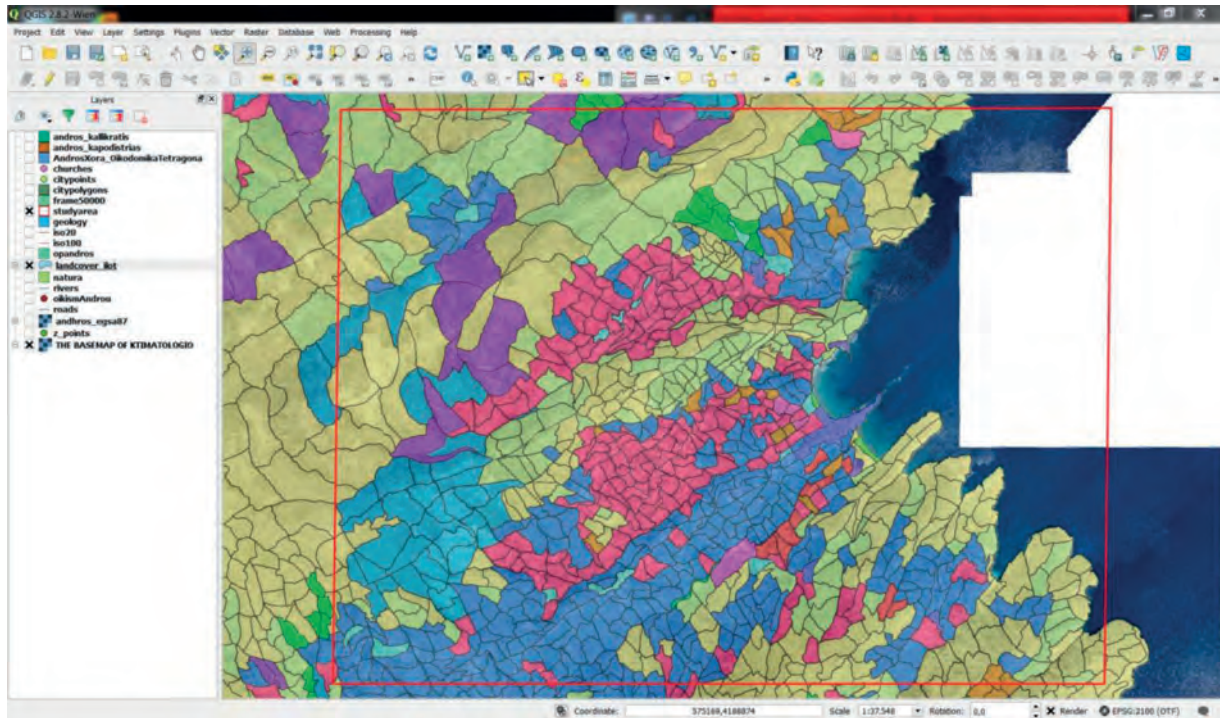 QGIS 2.8.2-Wien
Project Edit View Layer Settings Plugins Vector Raster Database Web Processing Help
Layers
andros_kallikratis
andros_kapodistrias
AndrosXora_OikodomikaTetragona
churches
citypoints
citypolygons
frame50000
studyarea
geology
iso20
iso100
opandros
landcover_ilot
natura
rivers
oikismAndrou
roads
andhros_egsa87
z_points
THE BASEMAP OF KTIMATOLOGIO
Coordinate: 575169,4188874 Scale 1:37.548 Rotation: 0,0 Render EPSG:2100 (OTF)